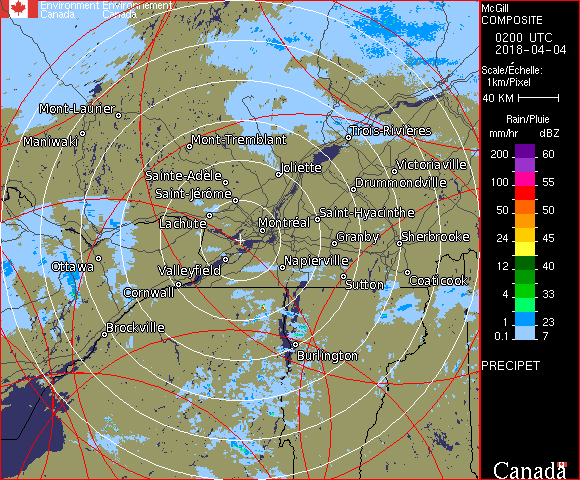 Environment Environnement
Canada Canada
McGill
COMPOSITE
0200 UTC
2018-04-04
Scale/Échelle:
1km/Pixel
40 KM
Rain/Pluie
mm/hr dBZ
200 60
100 55
50 50
24 45
12 40
4 33
1 30
0.1 23
7
PRECIPET
Canada
Mont-Laurier
Maniwaki
Mont-Tremblant
Trois-Rivières
Sainte-Adèle
Joliette
Victoriaville
Saint-Jérôme
Drummondville
Lachute
Montréal
Saint-Hyacinthe
Granby
Sherbrooke
Ottawa
Valleyfield
Napierville
Cornwall
Sutton
Coaticook
Brockville
Burlington